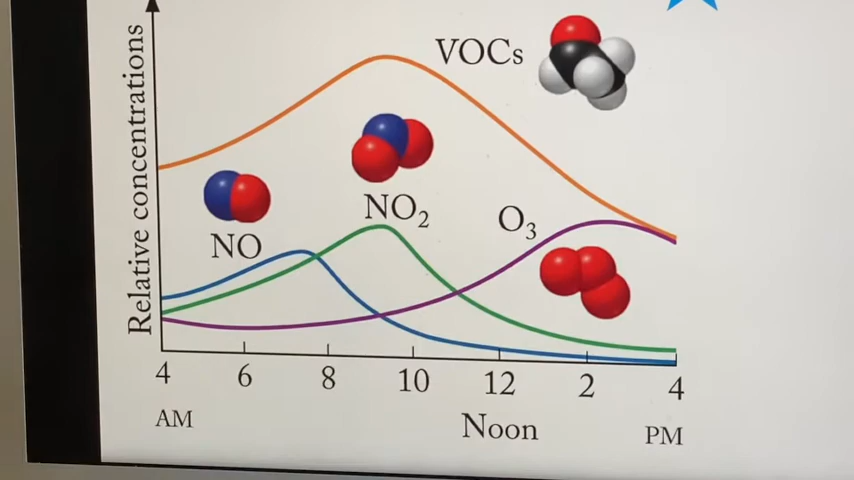 Relative concentrations
VOCs
NO₂
NO
O₃
4 6 8 10 12 2 4
AM Noon PM